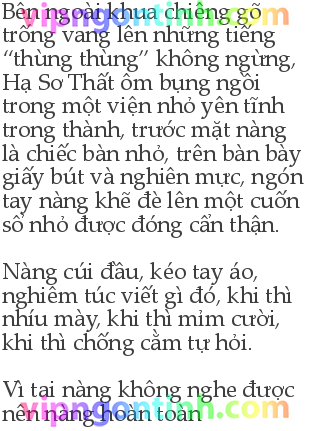 Bên ngoài khua chiêng gõ
trống vang lên những tiếng
“thùng thùng” không ngừng,
Hạ Sơ Thất ôm bụng ngồi
trong một viện nhỏ yên tĩnh
trong thành, trước mặt nàng
là chiếc bàn nhỏ, trên bàn bày
giấy bút và nghiên mực, ngón
tay nàng khẽ đè lên một cuốn
sổ nhỏ được đóng cẩn thận.
Nàng cúi đầu, kéo tay áo,
nghiêm túc viết gì đó, khi thì
nhíu mày, khi thì mỉm cười,
khi thì chống cằm tự hỏi.
Vì tại nàng không nghe được
nên nàng hoàn toàn
vipngontinh.com
vipngontinh.com